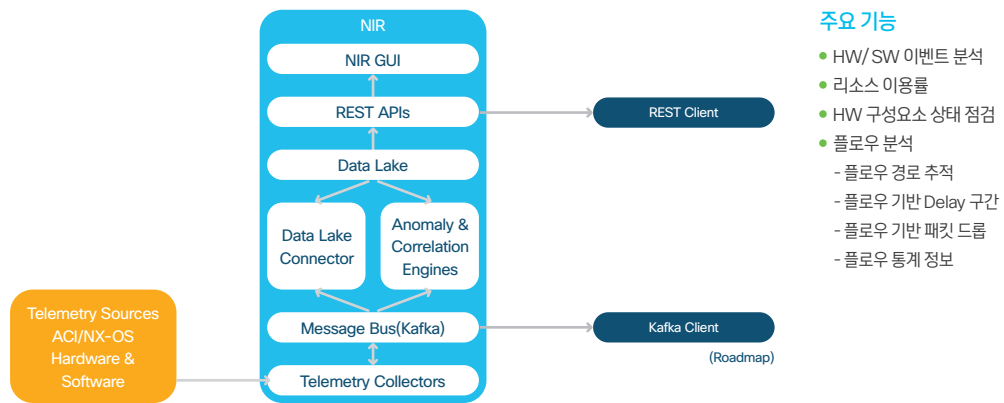 NIR
NIR GUI
REST APIs
REST Client
Data Lake
Data Lake
Connector
Anomaly &
Correlation
Engines
Telemetry Sources
ACI/NX-OS
Hardware &
Software
Message Bus(Kafka)
Kafka Client
(Roadmap)
Telemetry Collectors
주요 기능
HW/ SW 이벤트 분석
리소스 이용률
HW 구성요소 상태 점검
플로우 분석
- 플로우 경로 추적
- 플로우 기반 Delay 구간
- 플로우 기반 패킷 드롭
- 플로우 통계 정보